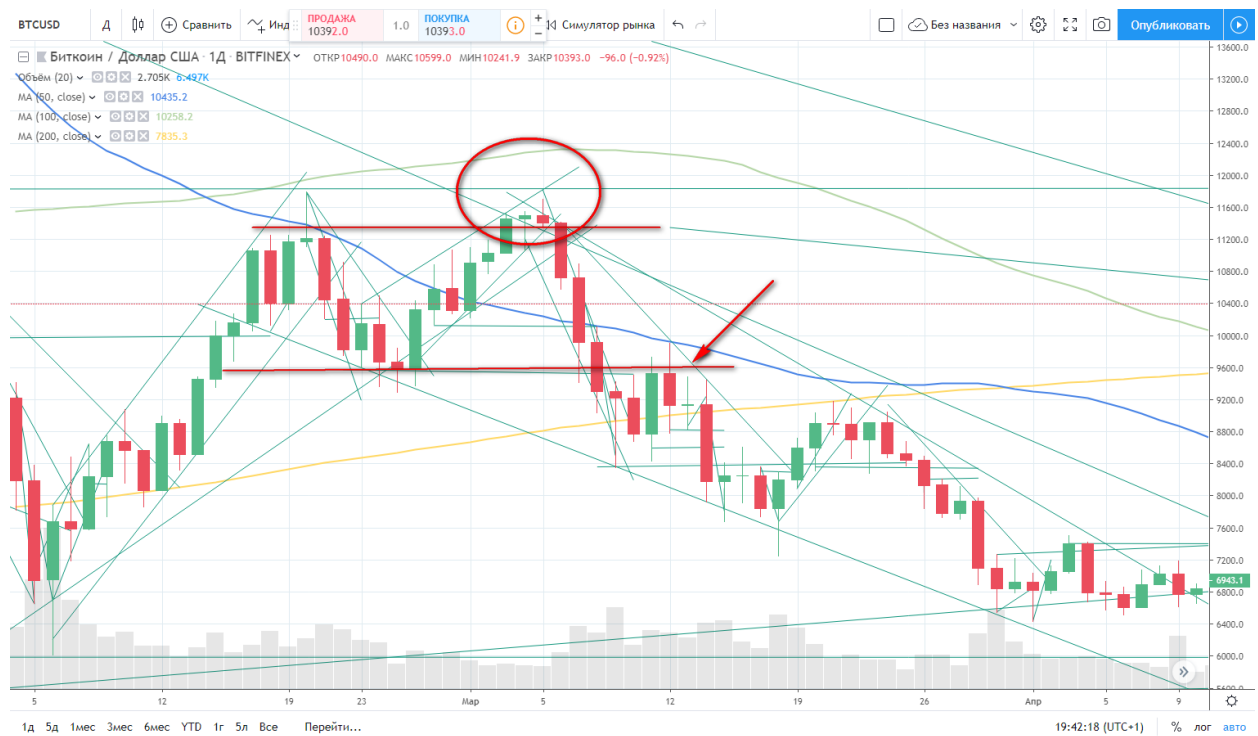 BTCUSD Д Сравнить Инд ПРОДАЖА 10392.0 1.0 ПОКУПКА 10393.0 + − Симулятор рынка Без названия Опубликовать
Биткоин / Доллар США · 1Д · BITFINEX ОТКР10490.0 МАКС10599.0 МИН10241.9 ЗАКР10393.0 −96.0 (−0.92%)
Объём (20) 2.705K 6.497K
MA (50, close) 10435.2
MA (100, close) 10258.2
MA (200, close) 7835.3
13600.0
13200.0
12800.0
12400.0
12000.0
11600.0
11200.0
10800.0
10400.0
10000.0
9600.0
9200.0
8800.0
8400.0
8000.0
7600.0
7200.0
6943.1
6800.0
6400.0
6000.0
5600.0
5 12 19 23 Мар 5 12 19 26 Апр 5 9
1д 5д 1мес 3мес 6мес YTD 1г 5л Все Перейти... 19:42:18 (UTC+1) % лог авто